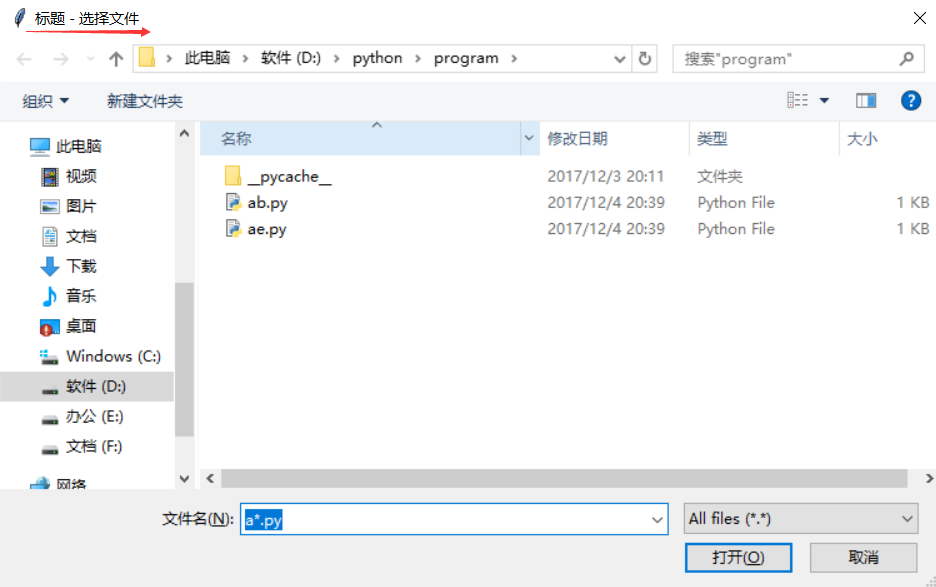 标题 - 选择文件
此电脑 软件 (D:) python program 搜索"program"
组织 新建文件夹
名称 修改日期 类型 大小
此电脑
视频
图片
文档
下载
音乐
桌面
Windows (C:)
软件 (D:)
办公 (E:)
文档 (F:)
网络
__pycache__ 2017/12/3 20:11 文件夹
ab.py 2017/12/4 20:39 Python File 1 KB
ae.py 2017/12/4 20:39 Python File 1 KB
文件名(N): a*.py All files (*.*)
打开(O) 取消